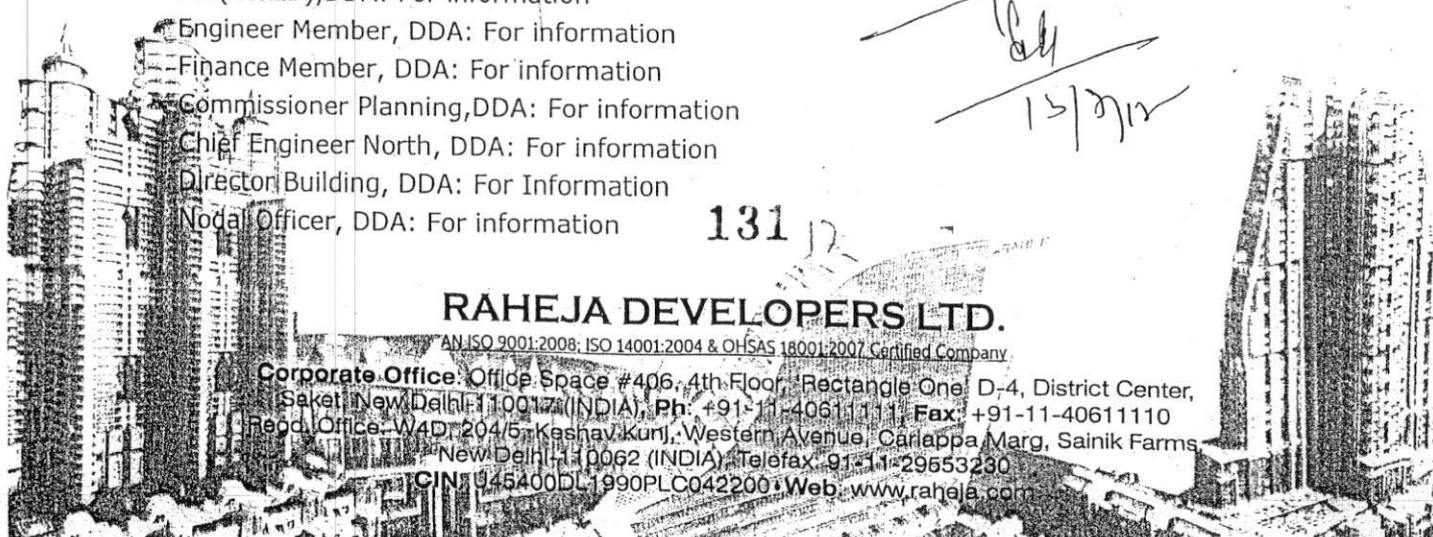 DDA: For information
Engineer Member, DDA: For information
Finance Member, DDA: For information
Commissioner Planning,DDA: For information
Chief Engineer North, DDA: For information
Director Building, DDA: For Information
Nodal Officer, DDA: For information
131
RAHEJA DEVELOPERS LTD.
AN ISO 9001:2008; ISO 14001:2004 & OHSAS 18001:2007 Certified Company
Corporate Office: Office Space #406, 4th Floor, Rectangle One, D-4, District Center,
Saket, New Delhi-110017 (INDIA), Ph: +91-11-40611111, Fax: +91-11-40611110
Regd. Office: W4D, 204/5, Keshav Kunj, Western Avenue, Cariappa Marg, Sainik Farms,
New Delhi-110062 (INDIA), Telefax: 91-11-29553230
CIN: U45400DL1990PLC042200 • Web: www.raheja.com